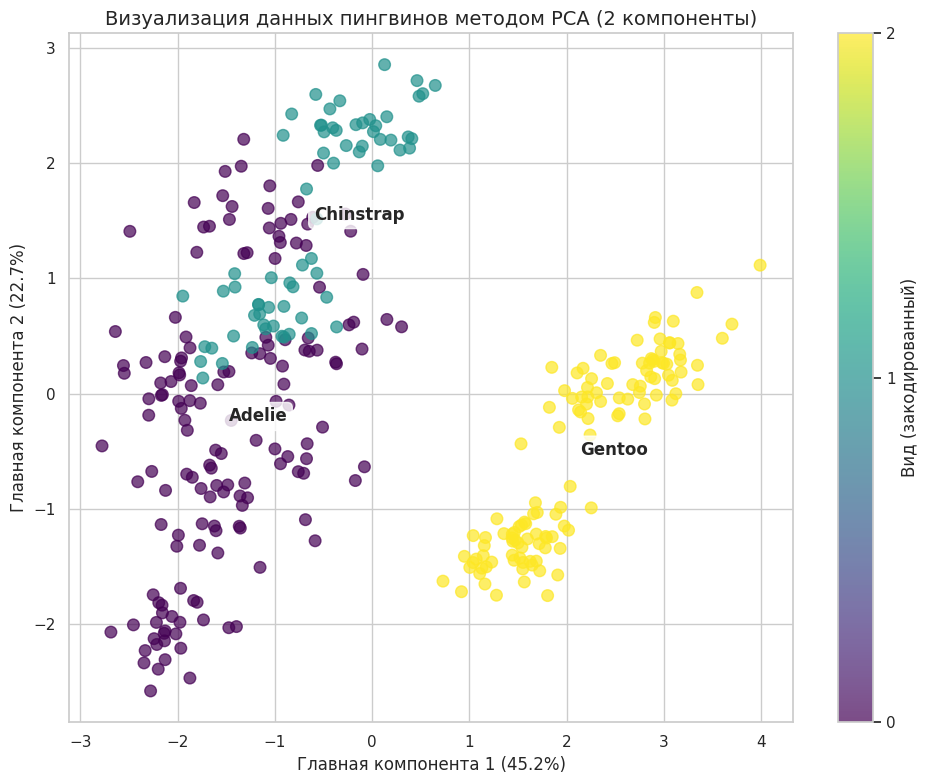 Визуализация данных пингвинов методом PCA (2 компоненты)
3
2
1
0
−1
−2
Главная компонента 2 (22.7%)
Chinstrap
Adelie
Gentoo
−3
−2
−1
0
1
2
3
4
Главная компонента 1 (45.2%)
2
1
0
Вид (закодированный)